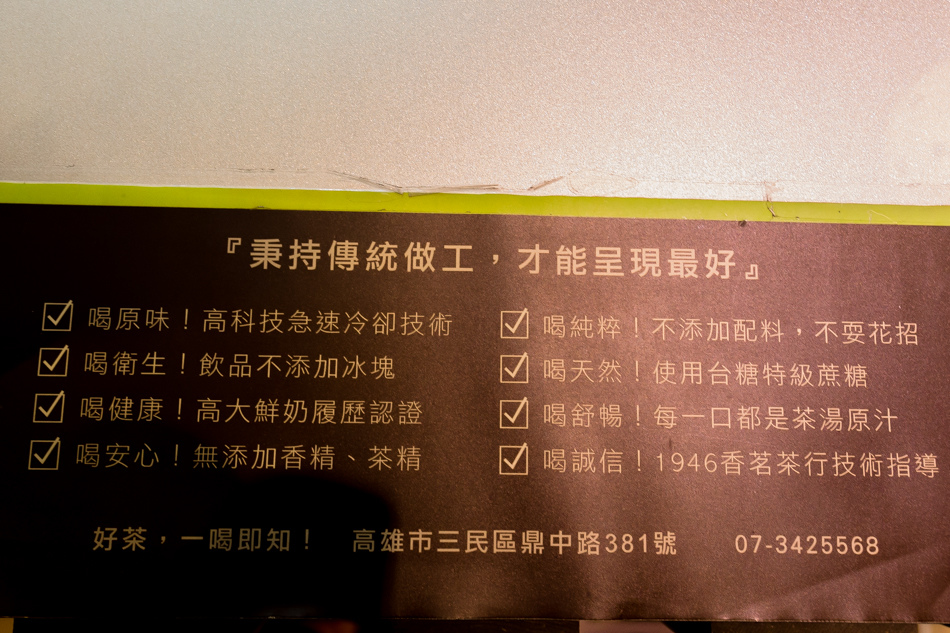 『秉持傳統做工，才能呈現最好』
喝原味！高科技急速冷卻技術
喝衛生！飲品不添加冰塊
喝健康！高大鮮奶履歷認證
喝安心！無添加香精、茶精
喝純粹！不添加配料，不耍花招
喝天然！使用台糖特級蔗糖
喝舒暢！每一口都是茶湯原汁
喝誠信！1946香茗茶行技術指導
好茶，一喝即知！ 高雄市三民區鼎中路381號 07-3425568